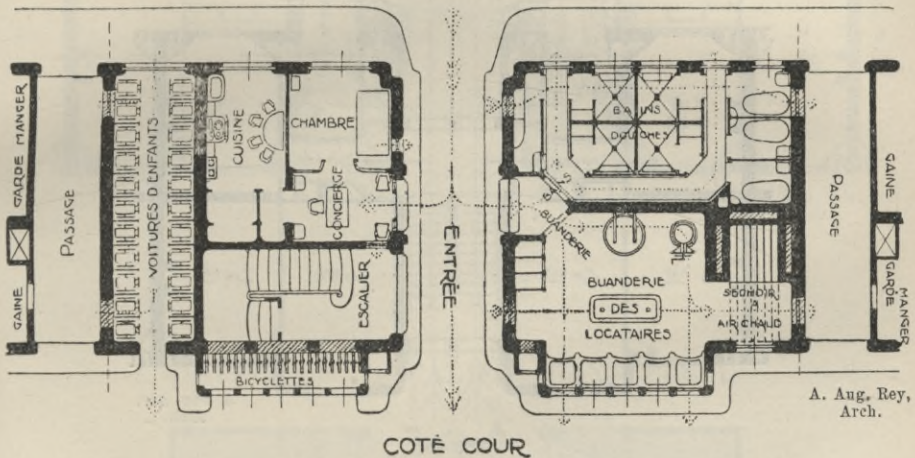 GARDE MANGER
GAINE
PASSAGE
VOITURES D'ENFANTS
CUISINE
CHAMBRE
CONCIERGE
ESCALIER
BICYCLETTES
ENTRÉE
BAINS
DOUCHES
BUANDERIE
BUANDERIE
DES
LOCATAIRES
SÉCHOIR
À
AIR CHAUD
PASSAGE
GAINE
GARDE
MANGER
A. Aug. Rey,
Arch.
COTÉ COUR